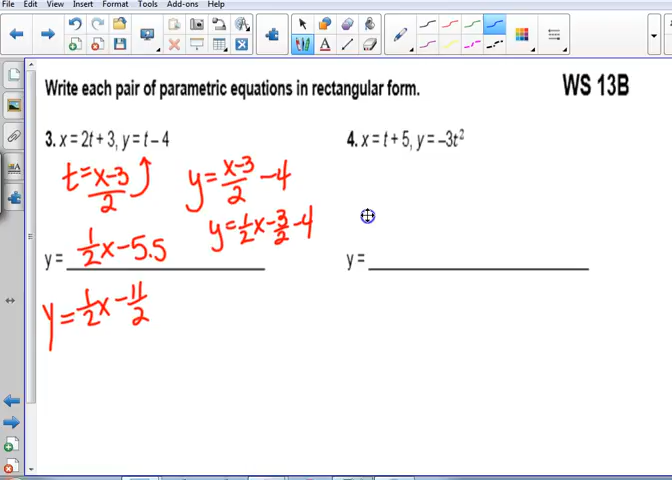 File Edit View Insert Format Tools Add-ons Help
Write each pair of parametric equations in rectangular form. WS 13B
3. x = 2t + 3, y = t – 4
4. x = t + 5, y = –3t²
t = x-3/2
y = x-3/2 - 4
y = 1/2x - 3/2 - 4
y = 1/2x - 5.5
y =
y = 1/2x - 11/2